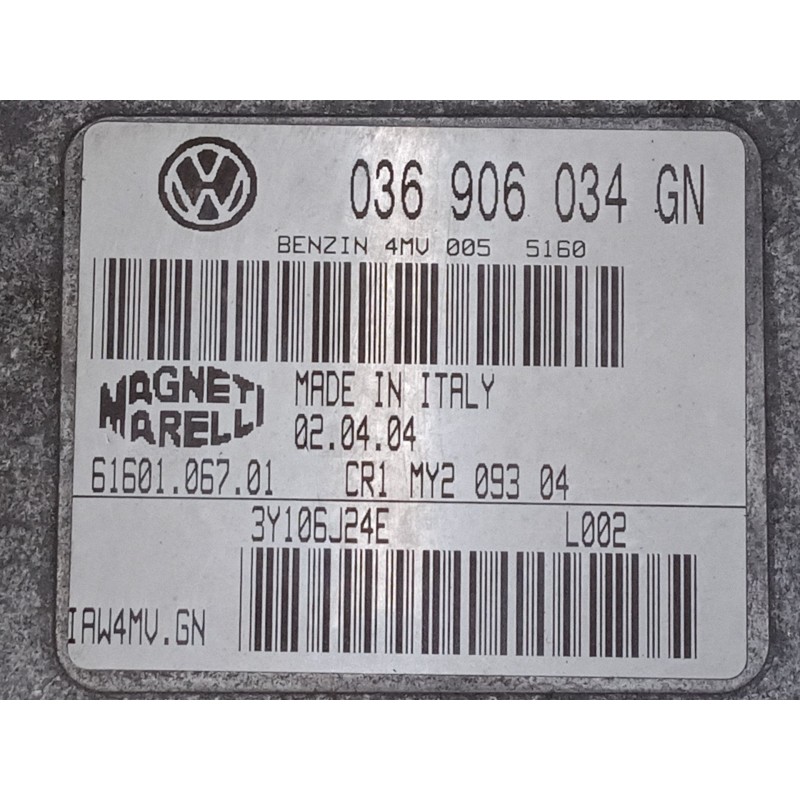 036 906 034 GN
BENZIN 4MV 005 5160
MAGNETI MARELLI
MADE IN ITALY
02.04.04
61601.067.01 CR1 MY2 093 04
3Y106J24E L002
IAW4MV.GN